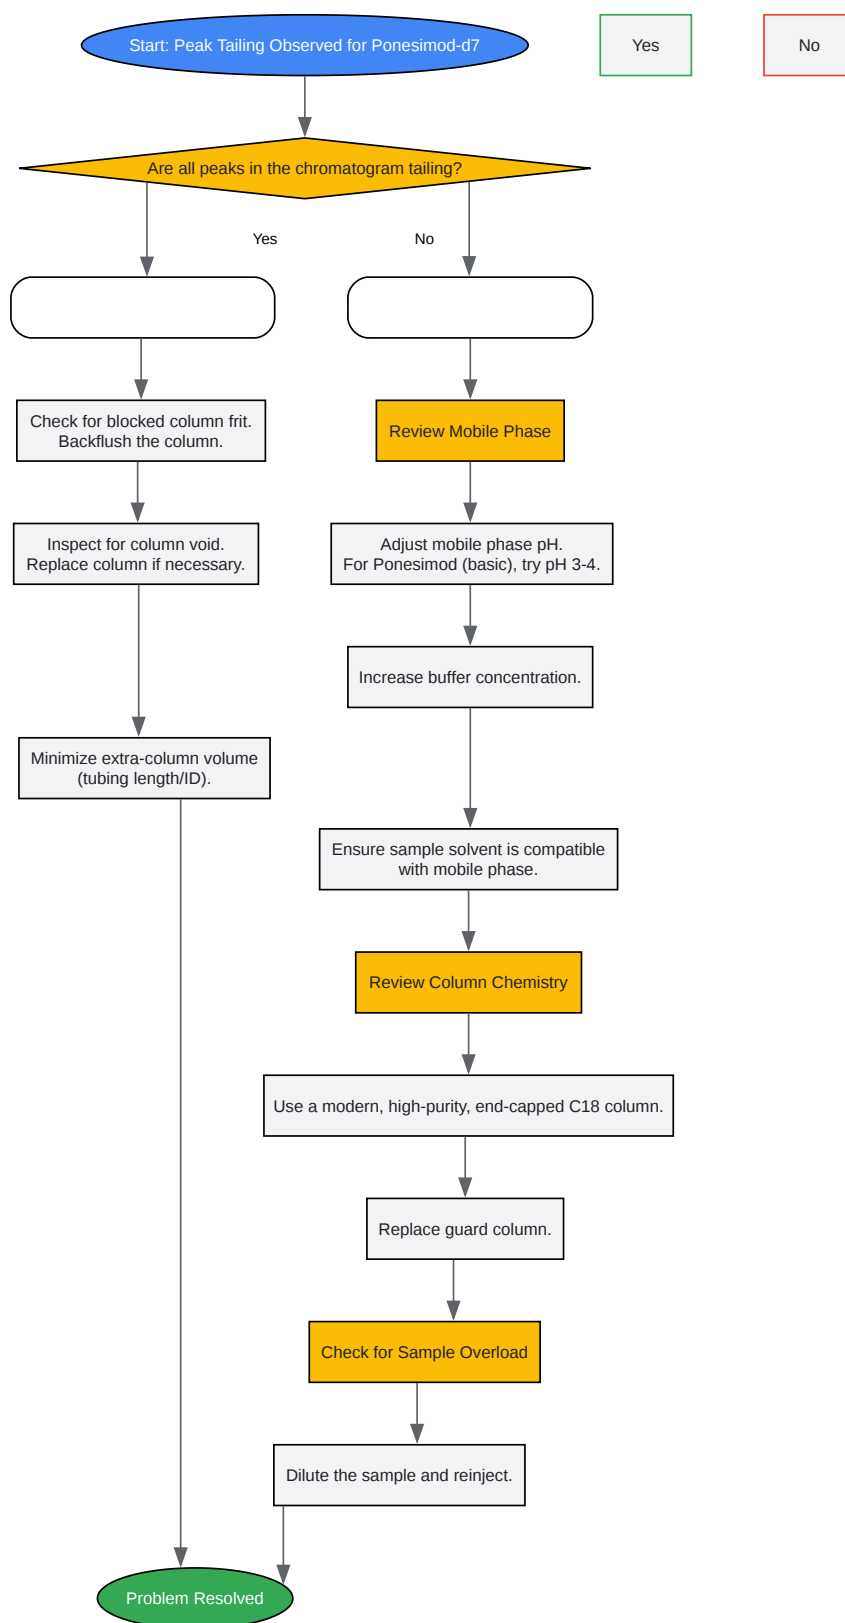 Start: Peak Tailing Observed for Ponesimod-d7
Yes
No
Are all peaks in the chromatogram tailing?
Yes
No
Check for blocked column frit.
Backflush the column.
Review Mobile Phase
Inspect for column void.
Replace column if necessary.
Adjust mobile phase pH.
For Ponesimod (basic), try pH 3-4.
Increase buffer concentration.
Minimize extra-column volume
(tubing length/ID).
Ensure sample solvent is compatible
with mobile phase.
Review Column Chemistry
Use a modern, high-purity, end-capped C18 column.
Replace guard column.
Check for Sample Overload
Dilute the sample and reinject.
Problem Resolved